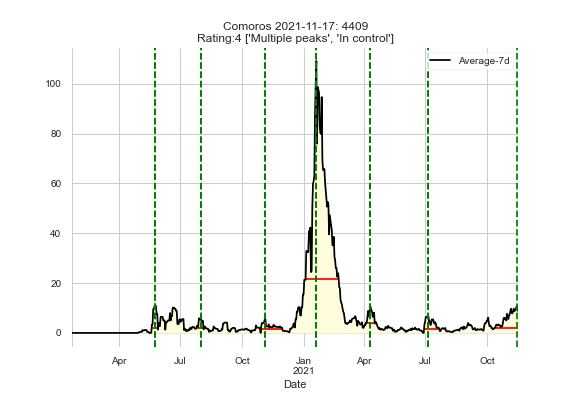 Comoros 2021-11-17: 4409
Rating:4 ['Multiple peaks', 'In control']
Average-7d
100
80
60
40
20
0
Apr
Jul
Oct
Jan
2021
Apr
Jul
Oct
Date